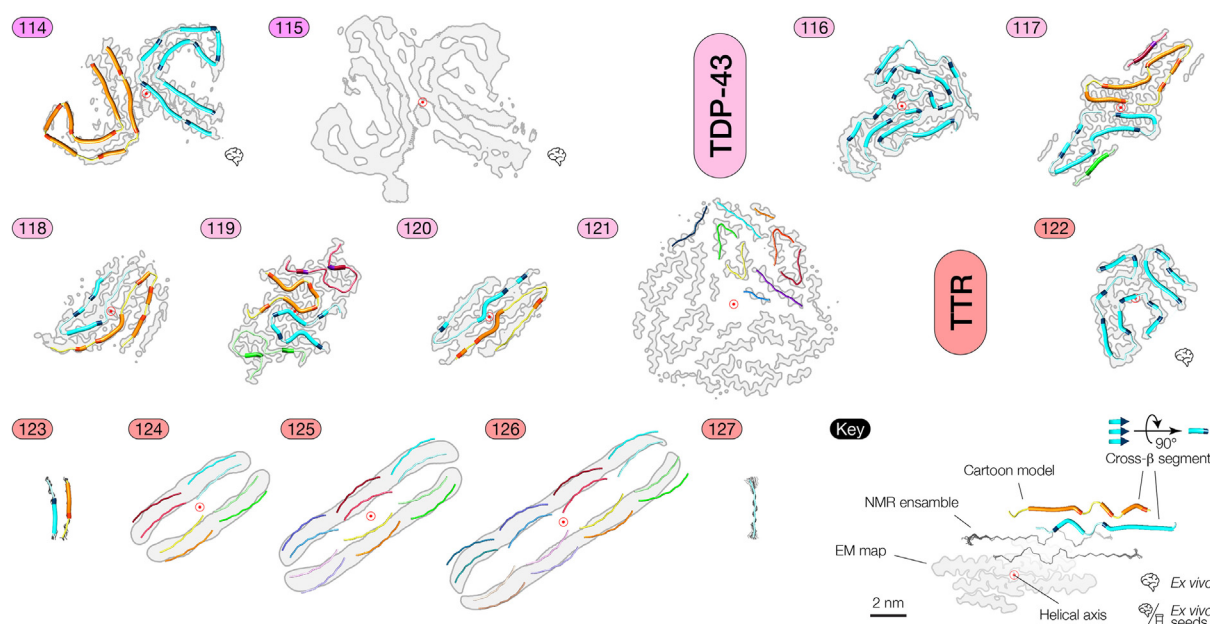 114
115
TDP-43
116
117
118
119
120
121
TTR
122
123
124
125
126
127
Key
90°
Cross-β segment
Cartoon model
NMR ensamble
EM map
2 nm
Helical axis
Ex vivo
Ex vivo
seeds